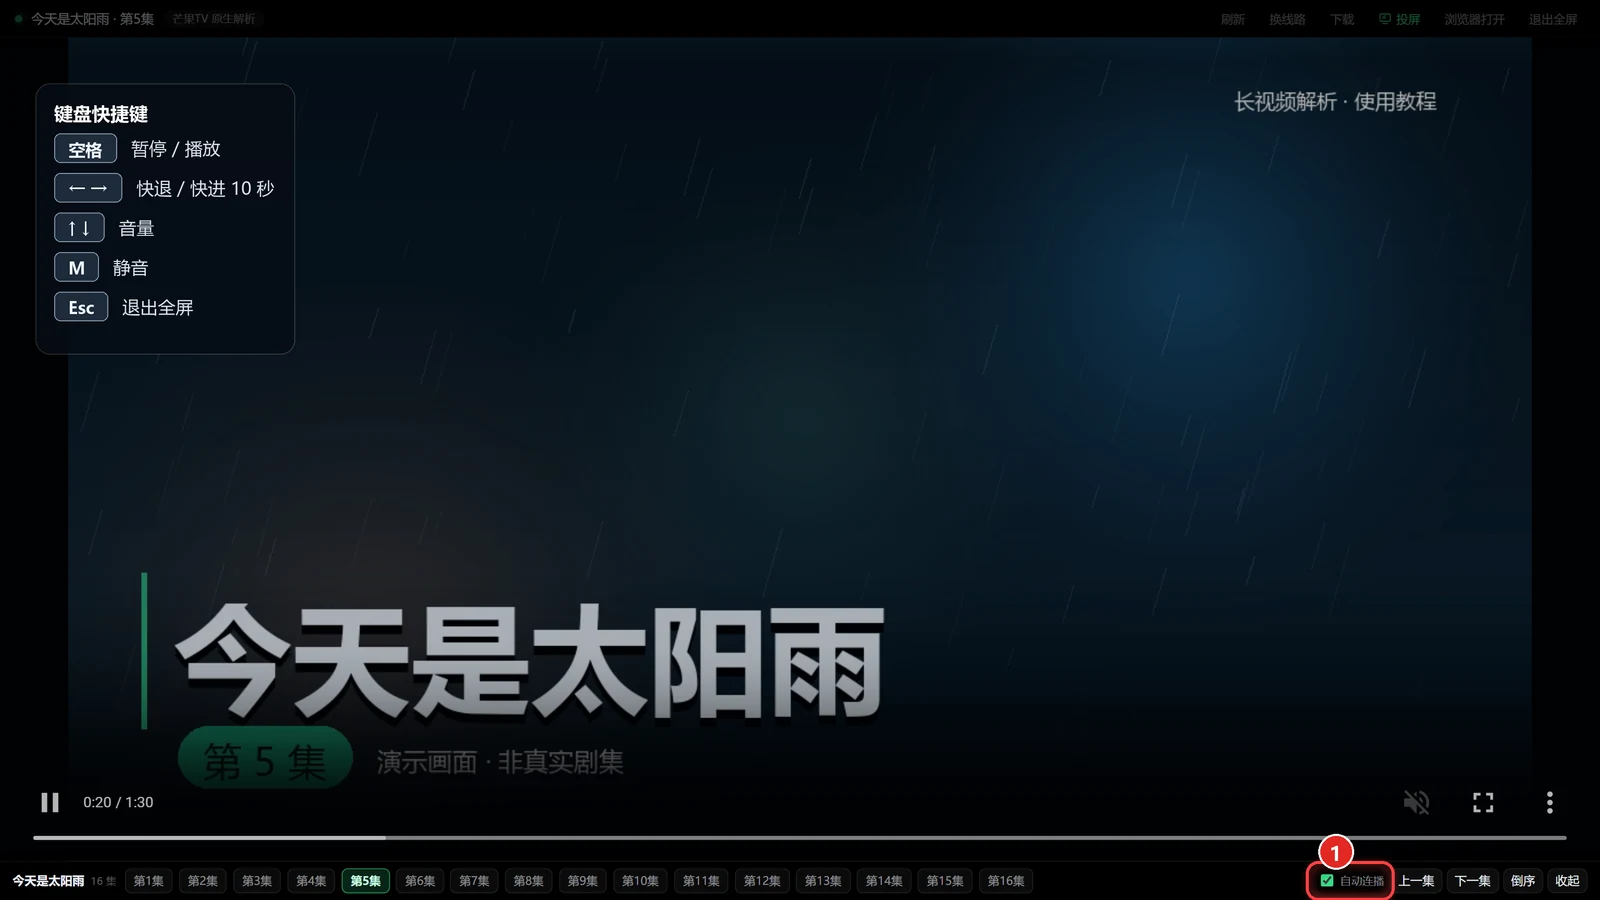 今天是太阳雨 · 第5集 芒果TV 原生解析 刷新 换线路 下载 投屏 浏览器打开 退出全屏
长视频解析 · 使用教程
键盘快捷键
空格 暂停 / 播放
←→ 快退 / 快进 10 秒
↑↓ 音量
M 静音
Esc 退出全屏
今天是太阳雨
第 5 集 演示画面 · 非真实剧集
0:20 / 1:30
1
今天是太阳雨 16 集 第1集 第2集 第3集 第4集 第5集 第6集 第7集 第8集 第9集 第10集 第11集 第12集 第13集 第14集 第15集 第16集 自动连播 上一集 下一集 倒序 收起